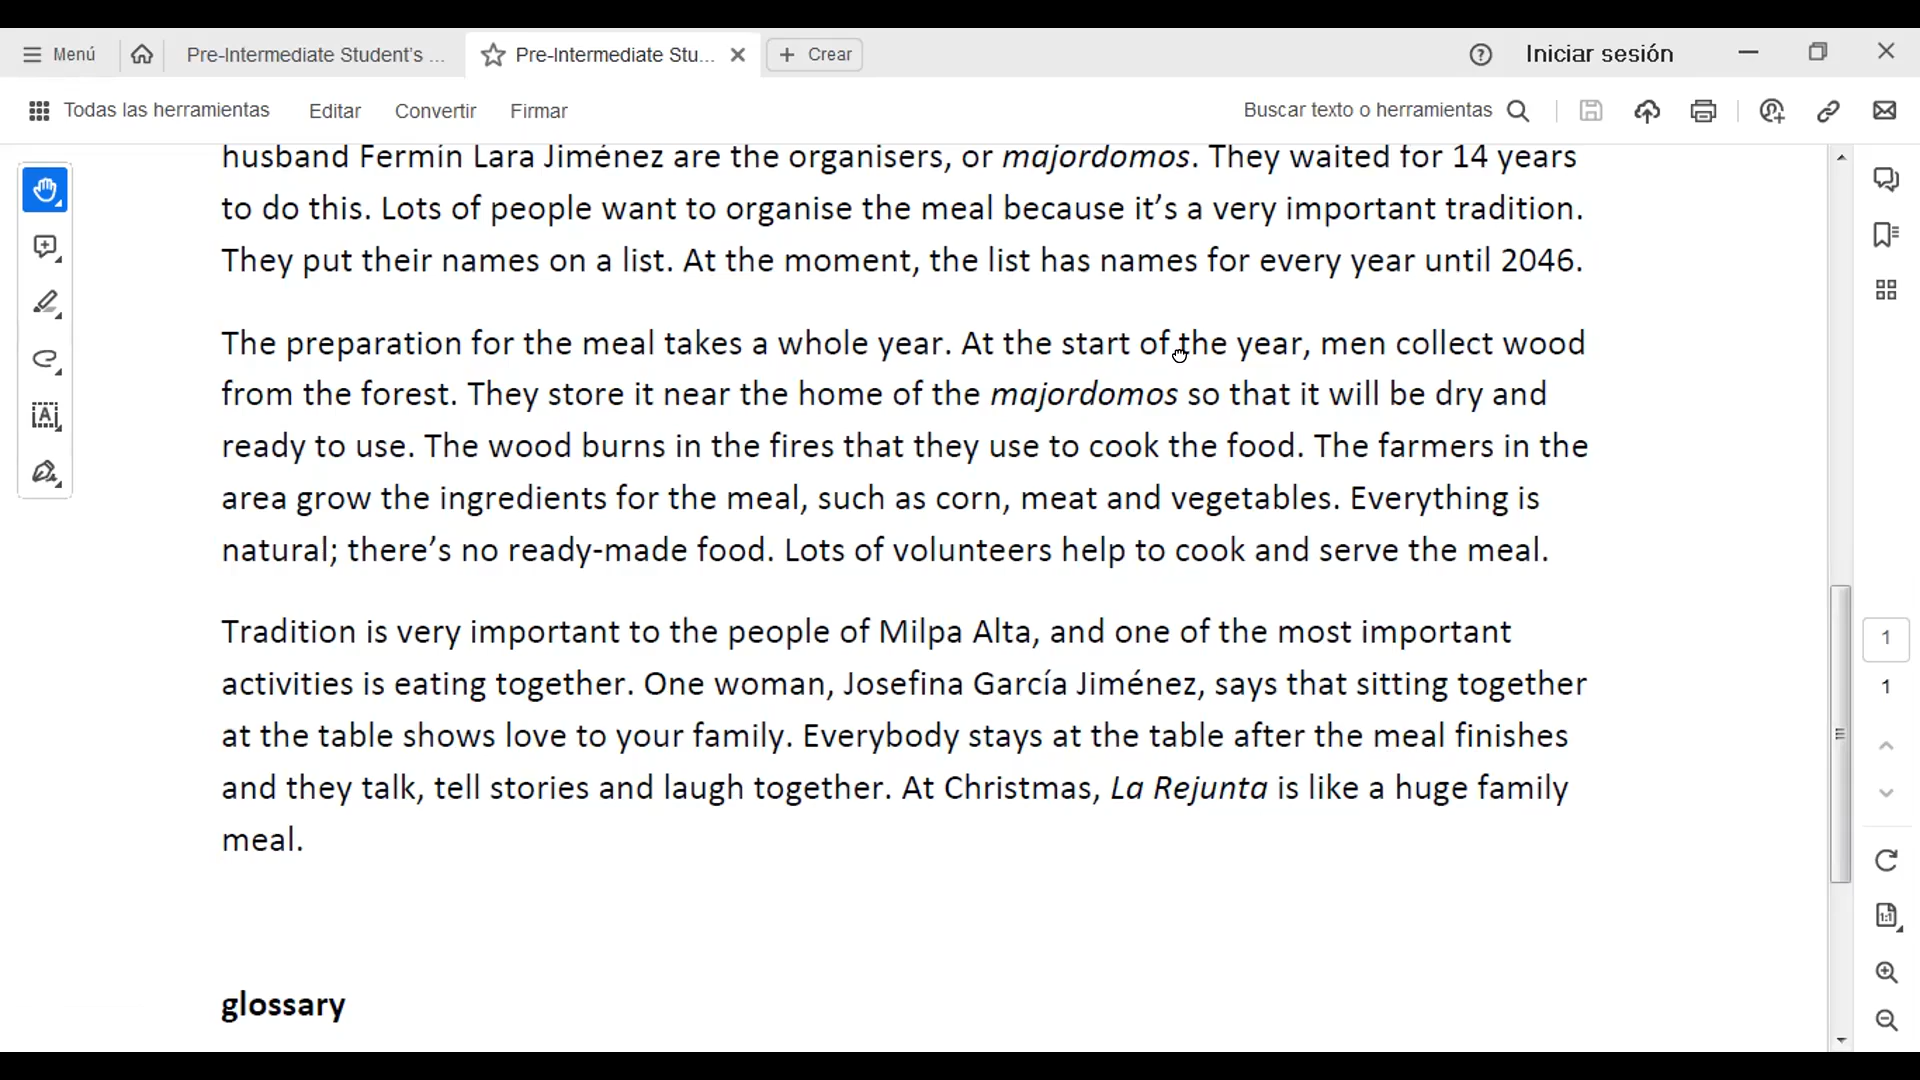 Menú
Pre-Intermediate Student's ...
Pre-Intermediate Stu...
Crear
Iniciar sesión
Todas las herramientas
Editar
Convertir
Firmar
Buscar texto o herramientas
husband Fermín Lara Jiménez are the organisers, or majordomos. They waited for 14 years
to do this. Lots of people want to organise the meal because it's a very important tradition.
They put their names on a list. At the moment, the list has names for every year until 2046.
The preparation for the meal takes a whole year. At the start of the year, men collect wood
from the forest. They store it near the home of the majordomos so that it will be dry and
ready to use. The wood burns in the fires that they use to cook the food. The farmers in the
area grow the ingredients for the meal, such as corn, meat and vegetables. Everything is
natural; there's no ready-made food. Lots of volunteers help to cook and serve the meal.
Tradition is very important to the people of Milpa Alta, and one of the most important
activities is eating together. One woman, Josefina García Jiménez, says that sitting together
at the table shows love to your family. Everybody stays at the table after the meal finishes
and they talk, tell stories and laugh together. At Christmas, La Rejunta is like a huge family
meal.
glossary
1
1
1:1